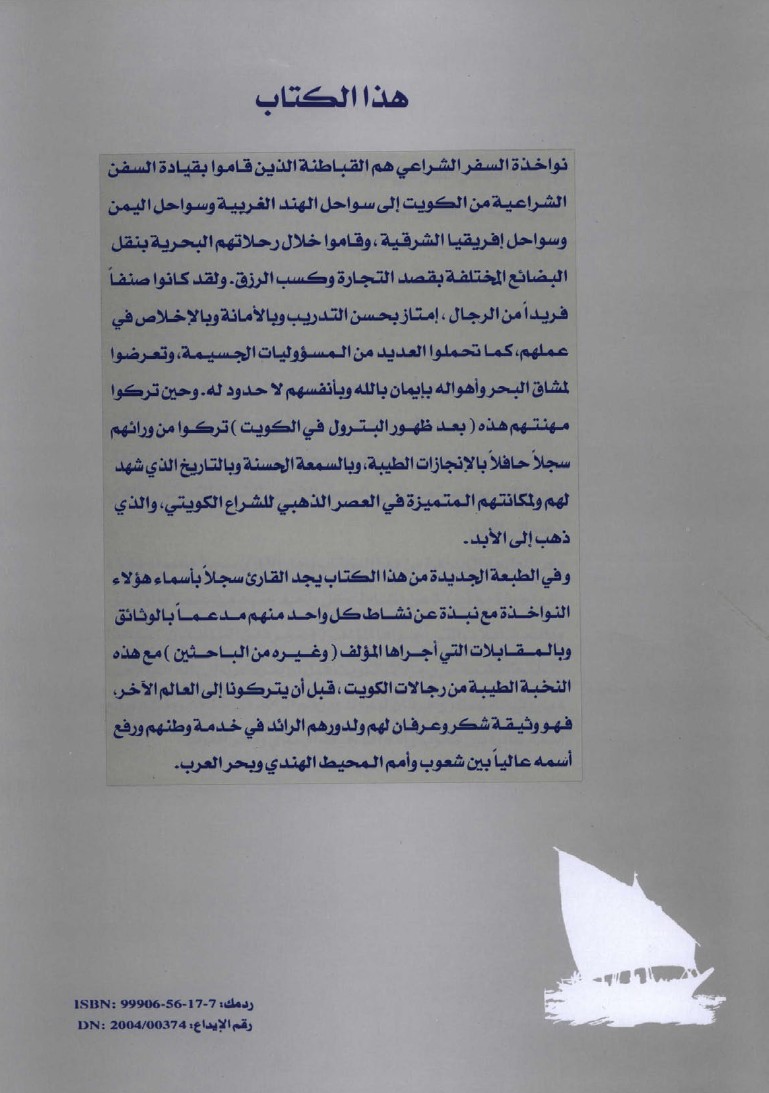 هذا الكتاب
نواخذة السفر الشراعي هم القباطنة الذين قاموا بقيادة السفن
الشراعية من الكويت إلى سواحل الهند الغربية وسواحل اليمن
وسواحل إفريقيا الشرقية ، وقاموا خلال رحلاتهم البحرية بنقل
البضائع المختلفة بقصد التجارة وكسب الرزق. ولقد كانوا صنفاً
فريداً من الرجال ، إمتاز بحسن التدريب وبالأمانة وبالإخلاص في
عملهم، كما تحملوا العديد من المسؤوليات الجسيمة، وتعرضوا
لمشاق البحر وأهواله بإيمان بالله وبأنفسهم لا حدود له. وحين تركوا
مهنتهم هذه ( بعد ظهور البترول في الكويت ) تركوا من ورائهم
سجلاً حافلاً بالإنجازات الطيبة، وبالسمعة الحسنة وبالتاريخ الذي شهد
لهم ولمكانتهم المتميزة في العصر الذهبي للشراع الكويتي، والذي
ذهب إلى الأبد.
وفي الطبعة الجديدة من هذا الكتاب يجد القارئ سجلاً بأسماء هؤلاء
النواخذة مع نبذة عن نشاط كل واحد منهم مدعماً بالوثائق
وبالمقابلات التي أجراها المؤلف ( وغيره من الباحثين ) مع هذه
النخبة الطيبة من رجالات الكويت ، قبل أن يتركونا إلى العالم الآخر،
فهو وثيقة شكر وعرفان لهم ولدورهم الرائد في خدمة وطنهم ورفع
أسمه عالياً بين شعوب وأمم المحيط الهندي وبحر العرب.
ردمك: ISBN: 99906-56-17-7
رقم الإيداع: DN: 2004/00374